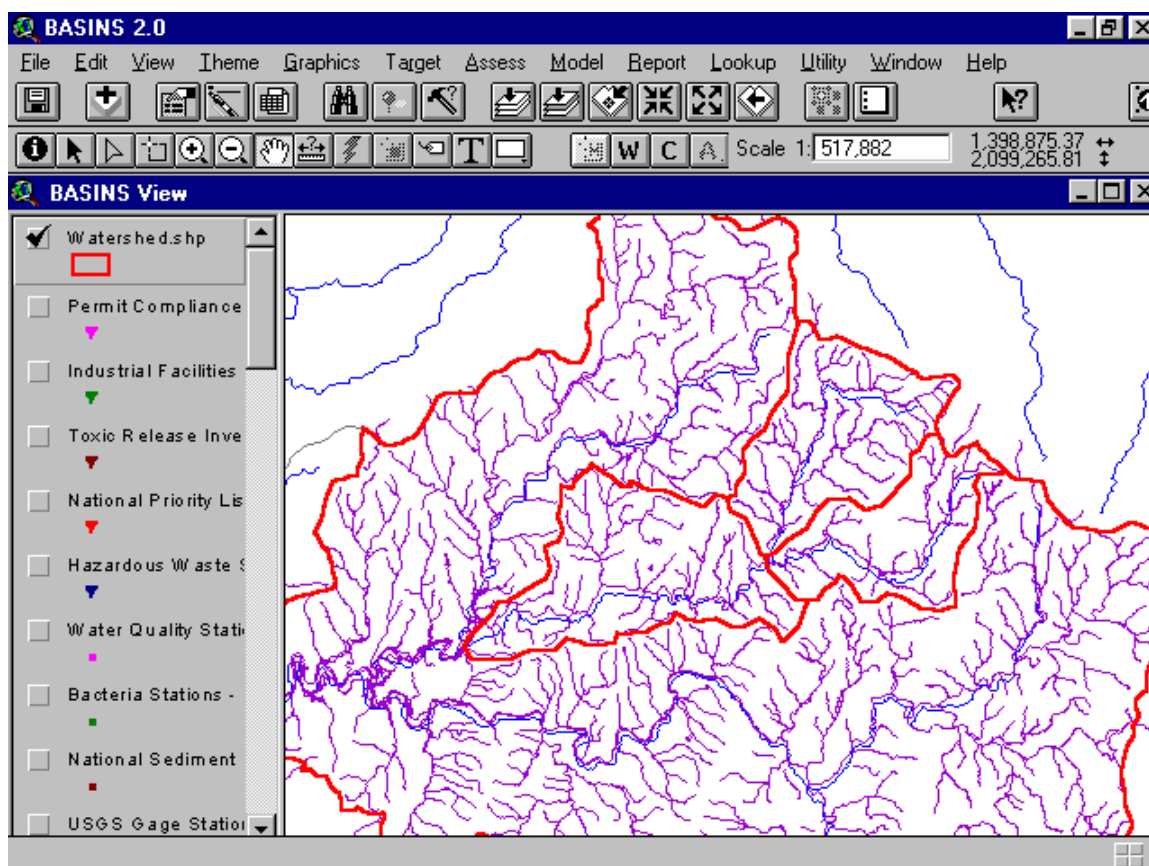 BASINS 2.0
File Edit View Theme Graphics Target Assess Model Report Lookup Utility Window Help
W C A Scale 1: 517,882 1,398,875.37
T 2,099,265.81
BASINS View
Watershed.shp
Permit Compliance
Industrial Facilities
Toxic Release Inve
National Priority Lis
Hazardous Waste S
Water Quality Stati
Bacteria Stations -
National Sediment
USGS Gage Station